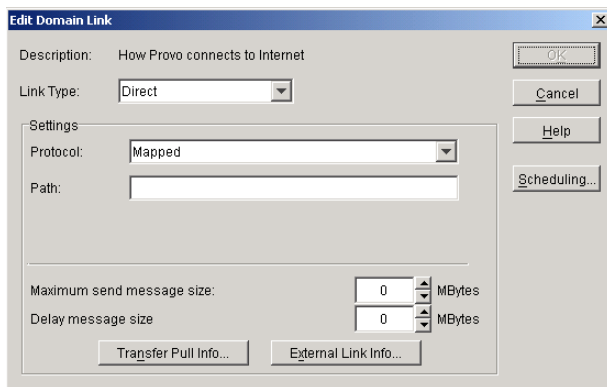 Edit Domain Link
Description: How Provo connects to Internet
OK
Link Type: Direct
Cancel
Settings
Help
Protocol: Mapped
Path:
Scheduling...
Maximum send message size: 0 MBytes
Delay message size 0 MBytes
Transfer Pull Info... External Link Info...